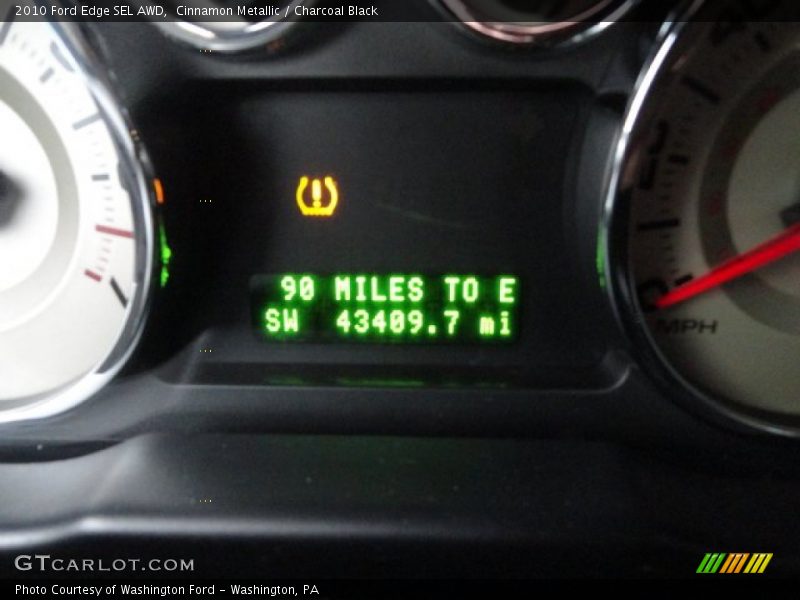 2010 Ford Edge SEL AWD, Cinnamon Metallic / Charcoal Black
90 MILES TO E
SW 43409.7 mi
MPH
GTCARLOT.COM
Photo Courtesy of Washington Ford - Washington, PA